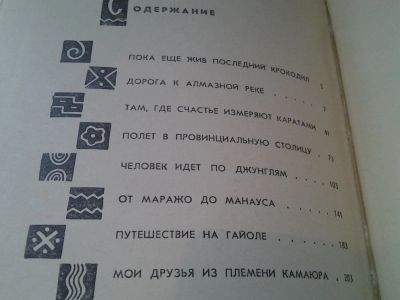 СОДЕРЖАНИЕ
ПОКА ЕЩЕ ЖИВ ПОСЛЕДНИЙ КРОКОДИЛ
ДОРОГА К АЛМАЗНОЙ РЕКЕ . . . . 7
ТАМ, ГДЕ СЧАСТЬЕ ИЗМЕРЯЮТ КАРАТАМИ 41
ПОЛЕТ В ПРОВИНЦИАЛЬНУЮ СТОЛИЦУ . 73
ЧЕЛОВЕК ИДЕТ ПО ДЖУНГЛЯМ . . . . 103
ОТ МАРАЖО ДО МАНАУСА . . . . . 141
ПУТЕШЕСТВИЕ НА ГАЙОЛЕ . . . . . 183
МОИ ДРУЗЬЯ ИЗ ПЛЕМЕНИ КАМАЮРА . 203